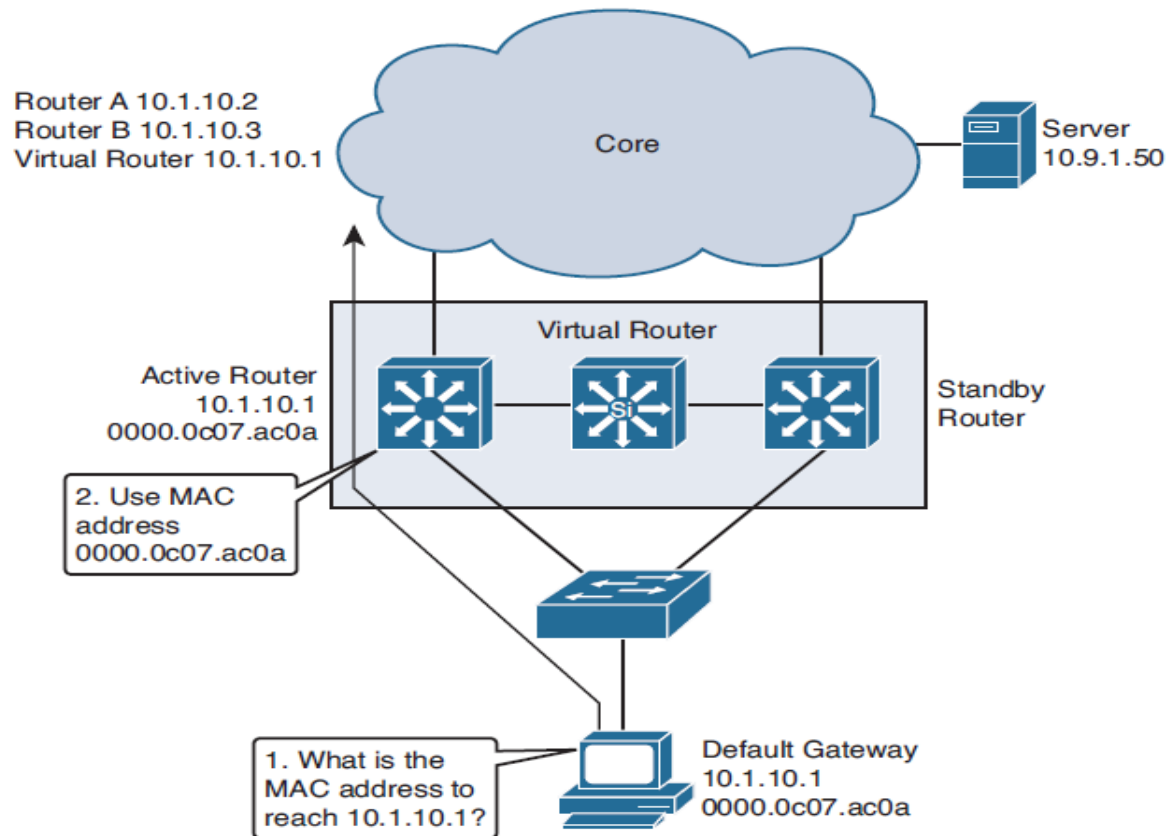 Router A 10.1.10.2
Router B 10.1.10.3
Virtual Router 10.1.10.1
Core
Server
10.9.1.50
Virtual Router
Active Router
10.1.10.1
0000.0c07.ac0a
Si
Standby
Router
2. Use MAC
address
0000.0c07.ac0a
1. What is the
MAC address to
reach 10.1.10.1?
Default Gateway
10.1.10.1
0000.0c07.ac0a